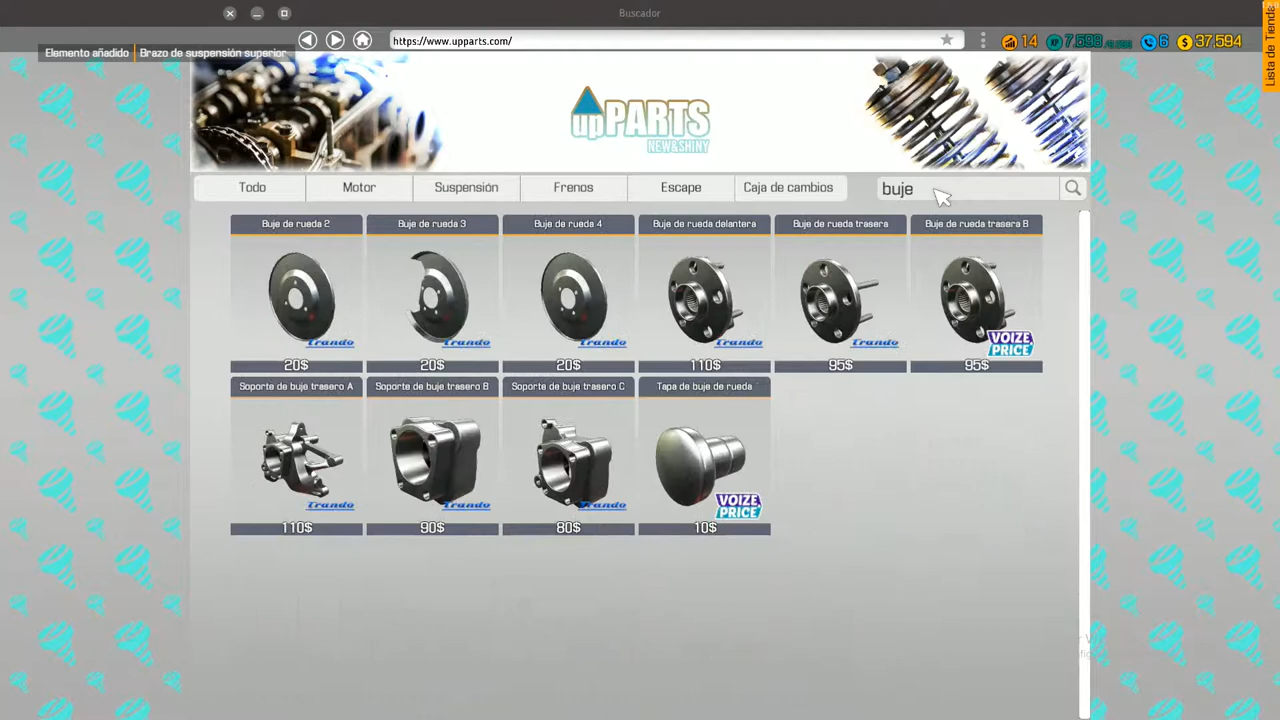 Buscador
https://www.upparts.com/
14
7.598
6
37.594
Lista de Tienda
Elemento añadido
Brazo de suspensión superior
upPARTS
NEW&SHINY
Todo
Motor
Suspensión
Frenos
Escape
Caja de cambios
buje
Buje de rueda 2
Buje de rueda 3
Buje de rueda 4
Buje de rueda delantera
Buje de rueda trasera
Buje de rueda trasera B
Trando
Trando
Trando
Trando
Trando
VOIZE PRICE
20$
20$
20$
110$
95$
95$
Soporte de buje trasero A
Soporte de buje trasero B
Soporte de buje trasero C
Tapa de buje de rueda
Trando
Trando
Trando
VOIZE PRICE
110$
90$
80$
10$